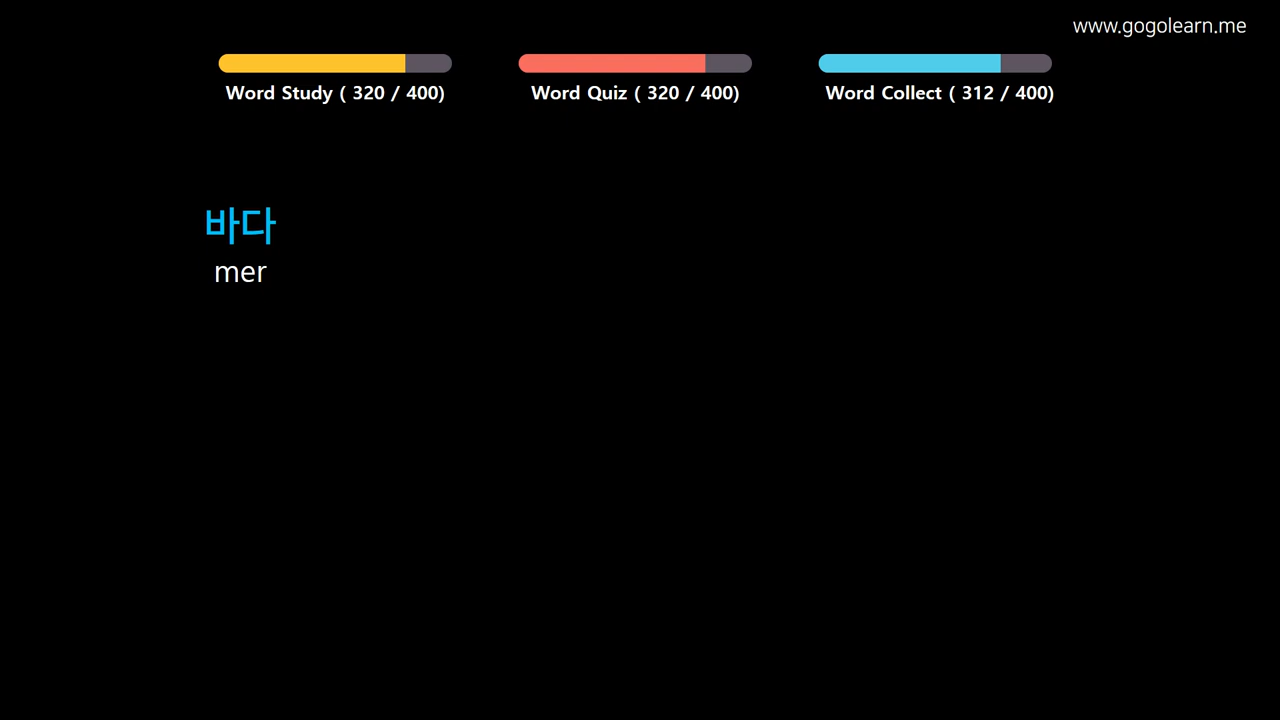 www.gogolearn.me
Word Study ( 320 / 400)
Word Quiz ( 320 / 400)
Word Collect ( 312 / 400)
바다
mer